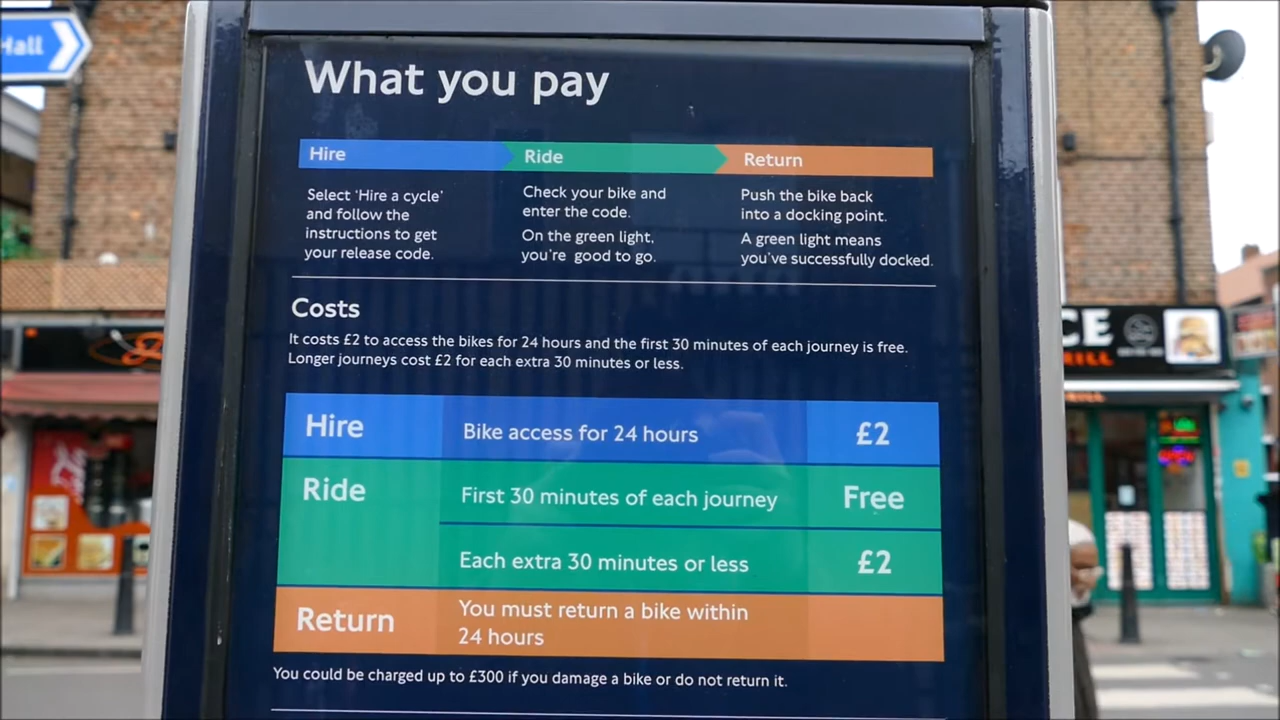 Hall
What you pay
Hire
Ride
Return
Select ‘Hire a cycle’
and follow the
instructions to get
your release code.
Check your bike and
enter the code.
On the green light,
you're good to go.
Push the bike back
into a docking point.
A green light means
you've successfully docked.
Costs
It costs £2 to access the bikes for 24 hours and the first 30 minutes of each journey is free.
Longer journeys cost £2 for each extra 30 minutes or less.
Hire Bike access for 24 hours £2
Ride First 30 minutes of each journey Free
Each extra 30 minutes or less £2
Return You must return a bike within
24 hours
You could be charged up to £300 if you damage a bike or do not return it.
CE